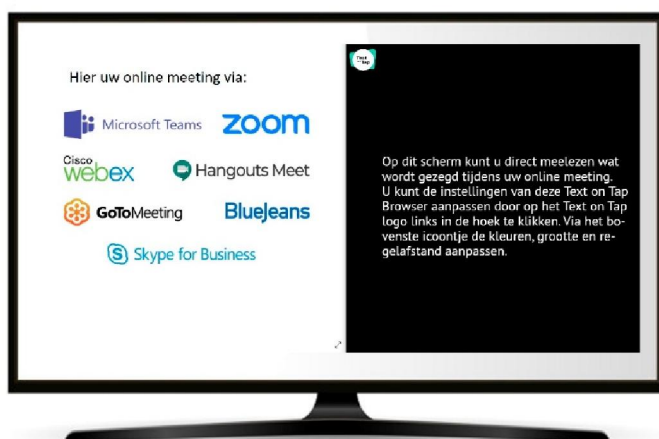 Hier uw online meeting via:
Microsoft Teams
zoom
Cisco
webex
Hangouts Meet
GoToMeeting
BlueJeans
Skype for Business
Text
on Tap
Op dit scherm kunt u direct meelezen wat
wordt gezegd tijdens uw online meeting.
U kunt de instellingen van deze Text on Tap
Browser aanpassen door op het Text on Tap
logo links in de hoek te klikken. Via het bo-
venste icoontje de kleuren, grootte en re-
gelafstand aanpassen.